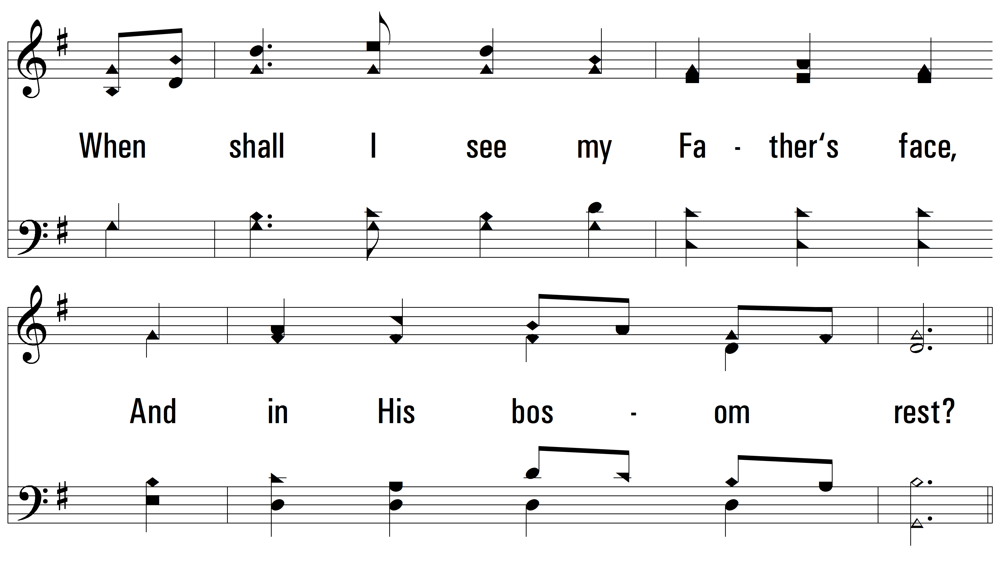 When shall I see my Fa - ther‘s face,
And in His bos - om rest?